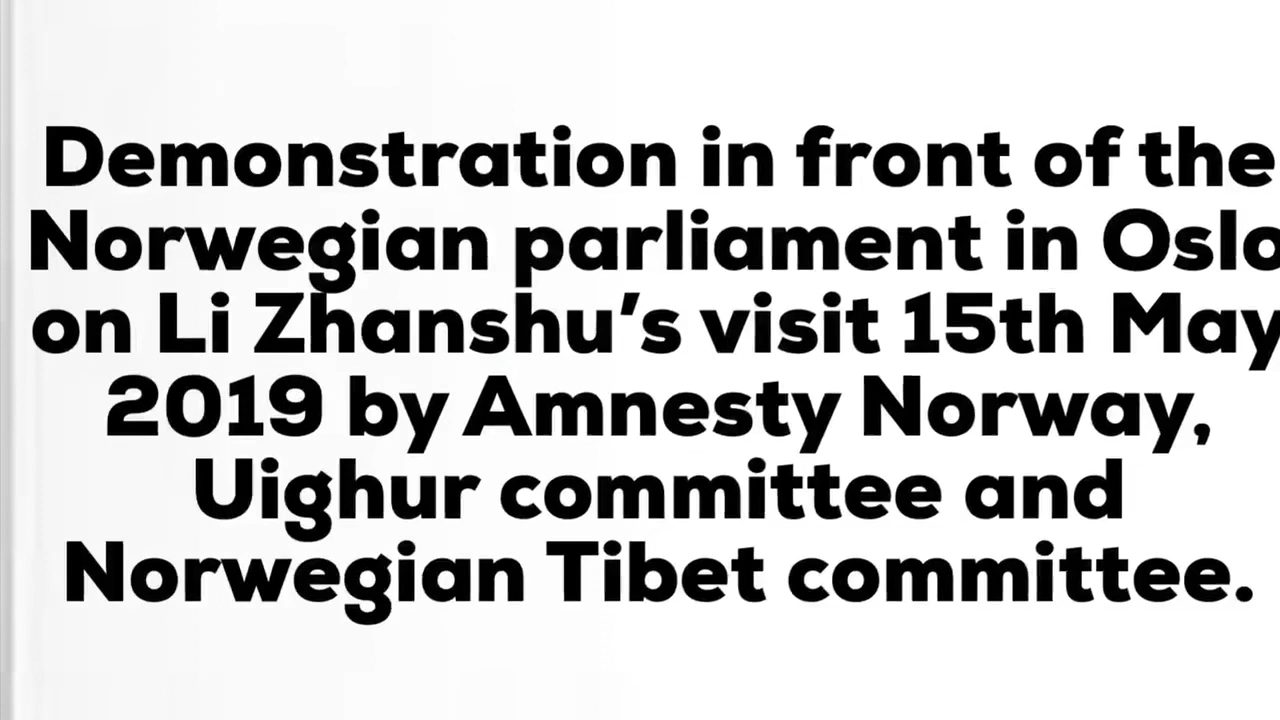 Demonstration in front of the
Norwegian parliament in Oslo
on Li Zhanshu’s visit 15th May
2019 by Amnesty Norway,
Uighur committee and
Norwegian Tibet committee.